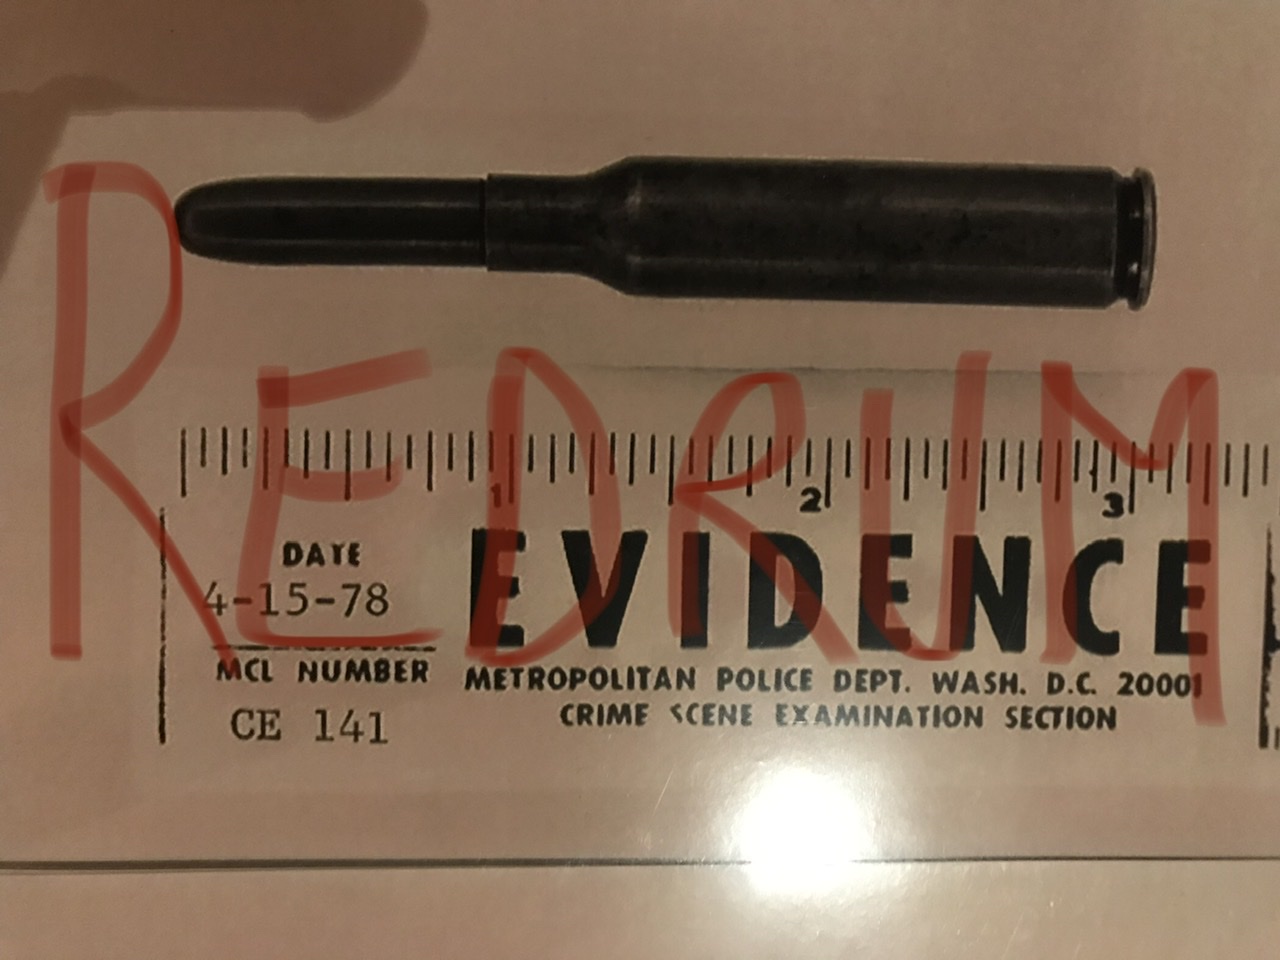 REDRUM
1 2 3
DATE
4-15-78
MCL NUMBER
CE 141
EVIDENCE
METROPOLITAN POLICE DEPT. WASH. D.C. 20001
CRIME SCENE EXAMINATION SECTION